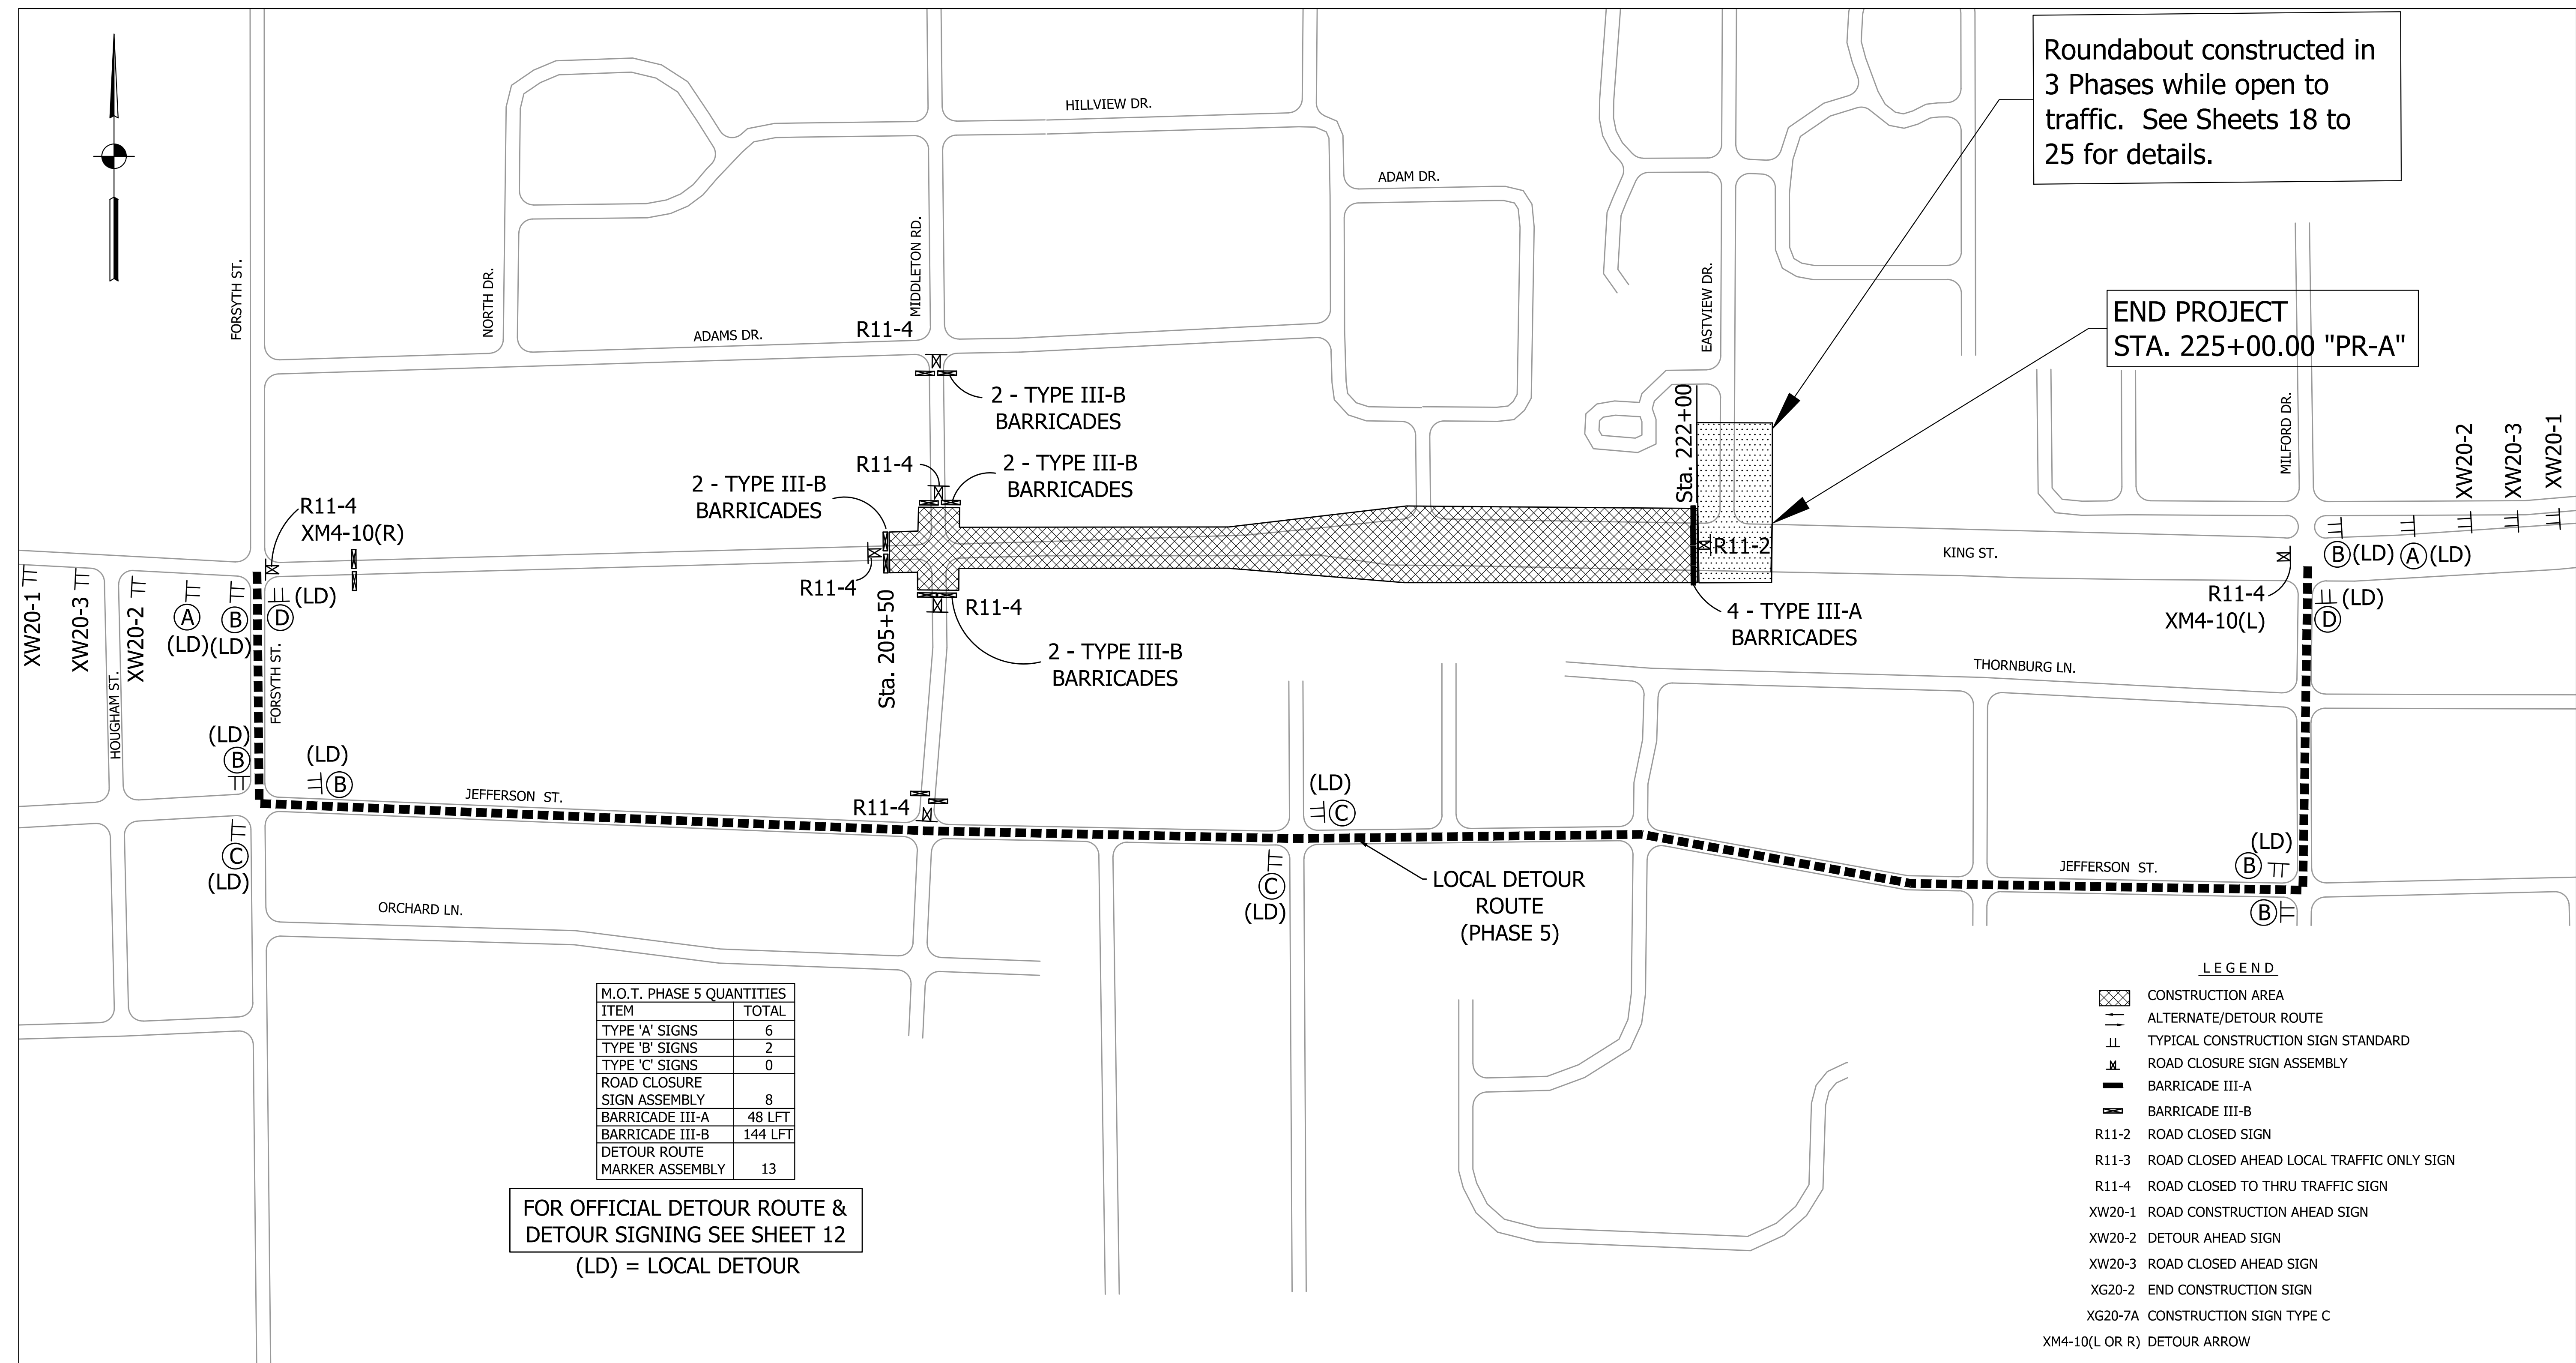 Roundabout constructed in
3 Phases while open to
traffic. See Sheets 18 to
25 for details.
HILLVIEW DR.
ADAM DR.
FORSYTH ST.
NORTH DR.
MIDDLETON RD.
EASTVIEW DR.
END PROJECT
STA. 225+00.00 "PR-A"
ADAMS DR.
R11-4
2 - TYPE III-B
BARRICADES
Sta. 222+00
MILFORD DR.
XW20-2
XW20-3
XW20-1
R11-4
2 - TYPE III-B
BARRICADES
2 - TYPE III-B
BARRICADES
R11-4
XM4-10(R)
R11-2
KING ST.
B (LD)
A (LD)
R11-4
R11-4
XM4-10(L)
D (LD)
XW20-1
XW20-3
XW20-2
A
(LD)
B
(LD)
D (LD)
Sta. 205+50
R11-4
2 - TYPE III-B
BARRICADES
4 - TYPE III-A
BARRICADES
THORNBURG LN.
HOUGHAM ST.
FORSYTH ST.
(LD)
B
(LD)
B
JEFFERSON ST.
R11-4
(LD)
C
C
(LD)
C
(LD)
LOCAL DETOUR
ROUTE
(PHASE 5)
(LD)
B
JEFFERSON ST.
B
ORCHARD LN.
M.O.T. PHASE 5 QUANTITIES
ITEM TOTAL
TYPE 'A' SIGNS 6
TYPE 'B' SIGNS 2
TYPE 'C' SIGNS 0
ROAD CLOSURE
SIGN ASSEMBLY 8
BARRICADE III-A 48 LFT
BARRICADE III-B 144 LFT
DETOUR ROUTE
MARKER ASSEMBLY 13
FOR OFFICIAL DETOUR ROUTE &
DETOUR SIGNING SEE SHEET 12
(LD) = LOCAL DETOUR
LEGEND
CONSTRUCTION AREA
ALTERNATE/DETOUR ROUTE
TYPICAL CONSTRUCTION SIGN STANDARD
ROAD CLOSURE SIGN ASSEMBLY
BARRICADE III-A
BARRICADE III-B
R11-2 ROAD CLOSED SIGN
R11-3 ROAD CLOSED AHEAD LOCAL TRAFFIC ONLY SIGN
R11-4 ROAD CLOSED TO THRU TRAFFIC SIGN
XW20-1 ROAD CONSTRUCTION AHEAD SIGN
XW20-2 DETOUR AHEAD SIGN
XW20-3 ROAD CLOSED AHEAD SIGN
XG20-2 END CONSTRUCTION SIGN
XG20-7A CONSTRUCTION SIGN TYPE C
XM4-10(L OR R) DETOUR ARROW